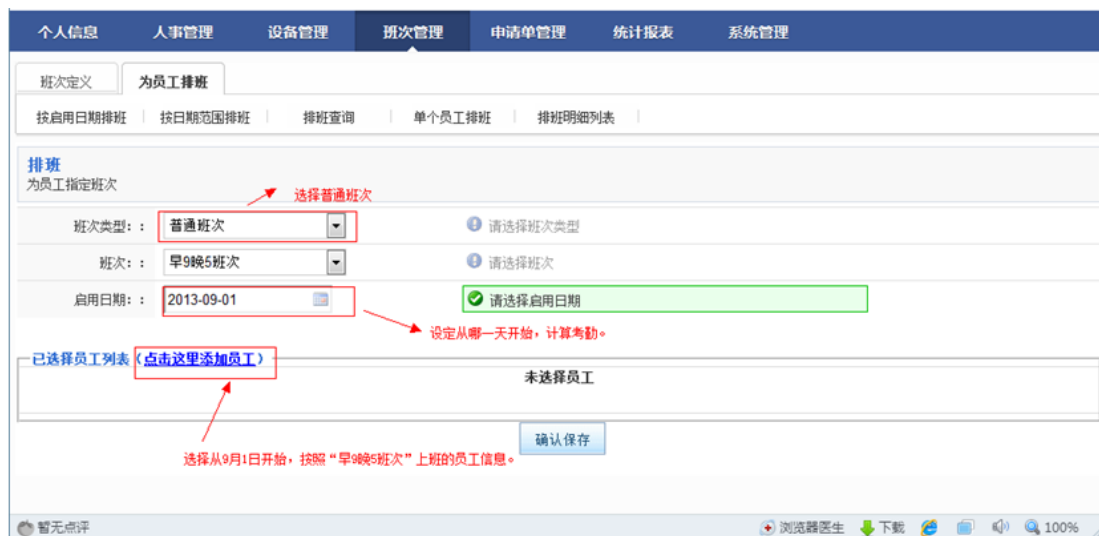 个人信息 人事管理 设备管理 班次管理 申请单管理 统计报表 系统管理
班次定义 为员工排班
按启用日期排班 按日期范围排班 排班查询 单个员工排班 排班明细列表
排班
为员工指定班次
选择普通班次
班次类型：： 普通班次 请选择班次类型
班次：： 早9晚5班次 请选择班次
启用日期：： 2013-09-01 请选择启用日期
设定从哪一天开始，计算考勤。
已选择员工列表（点击这里添加员工）
未选择员工
确认保存
选择从9月1日开始，按照“早9晚5班次”上班的员工信息。
暂无点评 浏览器医生 下载 100%